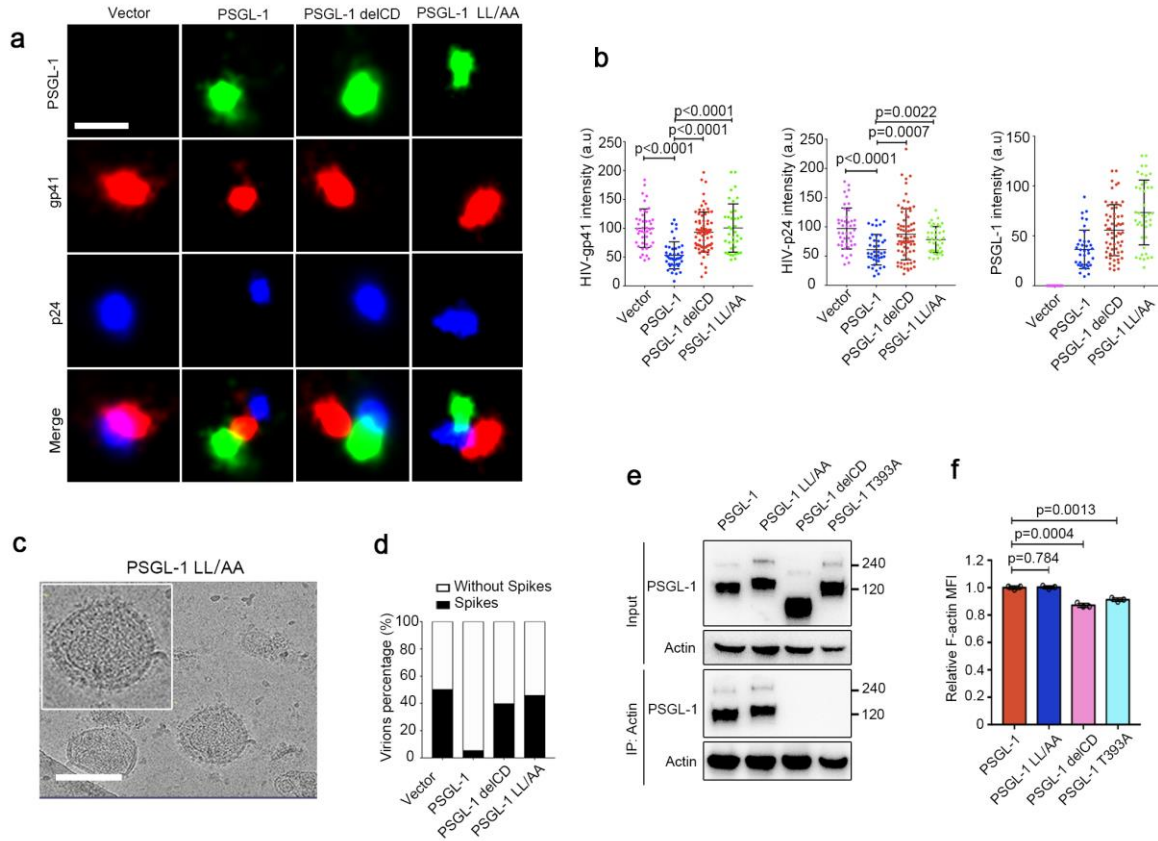 a
Vector PSGL-1 PSGL-1 delCD PSGL-1 LL/AA
PSGL-1
gp41
p24
Merge
b
HIV-gp41 intensity (a.u)
250
200
150
100
50
0
p<0.0001
p<0.0001
p<0.0001
Vector
PSGL-1
PSGL-1 delCD
PSGL-1 LL/AA
HIV-p24 intensity (a.u)
250
200
150
100
50
0
p=0.0022
p=0.0007
p<0.0001
Vector
PSGL-1
PSGL-1 delCD
PSGL-1 LL/AA
PSGL-1 intensity (a.u)
150
100
50
0
Vector
PSGL-1
PSGL-1 delCD
PSGL-1 LL/AA
c
PSGL-1 LL/AA
d
Without Spikes
Spikes
Virions percentage (%)
100
80
60
40
20
0
Vector
PSGL-1
PSGL-1 delCD
PSGL-1 LL/AA
e
PSGL-1
PSGL-1 LL/AA
PSGL-1 delCD
PSGL-1 T393A
Input
PSGL-1
240
120
Actin
IP: Actin
PSGL-1
240
120
Actin
f
p=0.0013
p=0.0004
p=0.784
Relative F-actin MFI
1.2
1.0
0.8
0.6
0.4
0.2
0
PSGL-1
PSGL-1 LL/AA
PSGL-1 delCD
PSGL-1 T393A